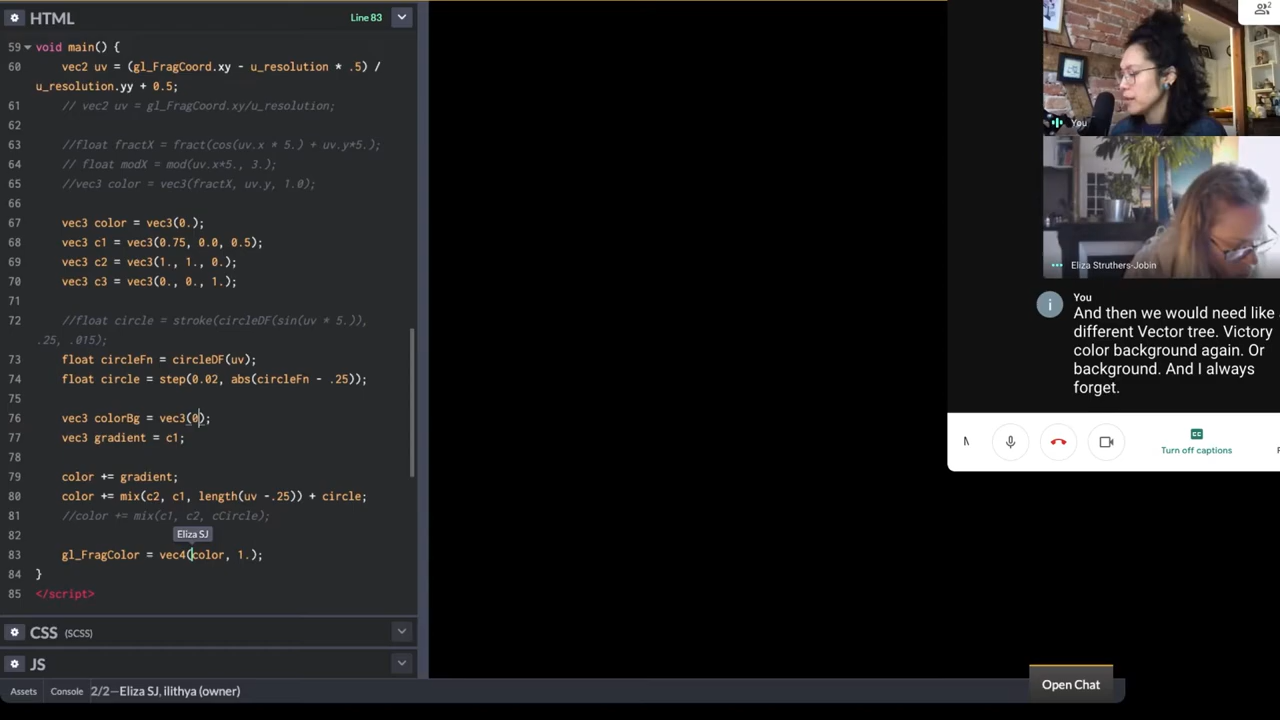 HTML
Line 83
59 void main() {
60 vec2 uv = (gl_FragCoord.xy - u_resolution * .5) /
u_resolution.yy + 0.5;
61 // vec2 uv = gl_FragCoord.xy/u_resolution;
62
63 //float fractX = fract(cos(uv.x * 5.) + uv.y*5.);
64 // float modX = mod(uv.x*5., 3.);
65 //vec3 color = vec3(fractX, uv.y, 1.0);
66
67 vec3 color = vec3(0.);
68 vec3 c1 = vec3(0.75, 0.0, 0.5);
69 vec3 c2 = vec3(1., 1., 0.);
70 vec3 c3 = vec3(0., 0., 1.);
71
72 //float circle = stroke(circleDF(sin(uv * 5.)),
.25, .015);
73 float circleFn = circleDF(uv);
74 float circle = step(0.02, abs(circleFn - .25));
75
76 vec3 colorBg = vec3(0);
77 vec3 gradient = c1;
78
79 color += gradient;
80 color += mix(c2, c1, length(uv -.25)) + circle;
81 //color += mix(c1, c2, cCircle);
82
Eliza SJ
83 gl_FragColor = vec4(color, 1.);
84 }
85 </script>
CSS (SCSS)
JS
Assets Console 2/2—Eliza SJ, ilithya (owner)
2
You
Eliza Struthers-Jobin
You
And then we would need like
different Vector tree. Victory
color background again. Or
background. And I always
forget.
M
Turn off captions
Open Chat